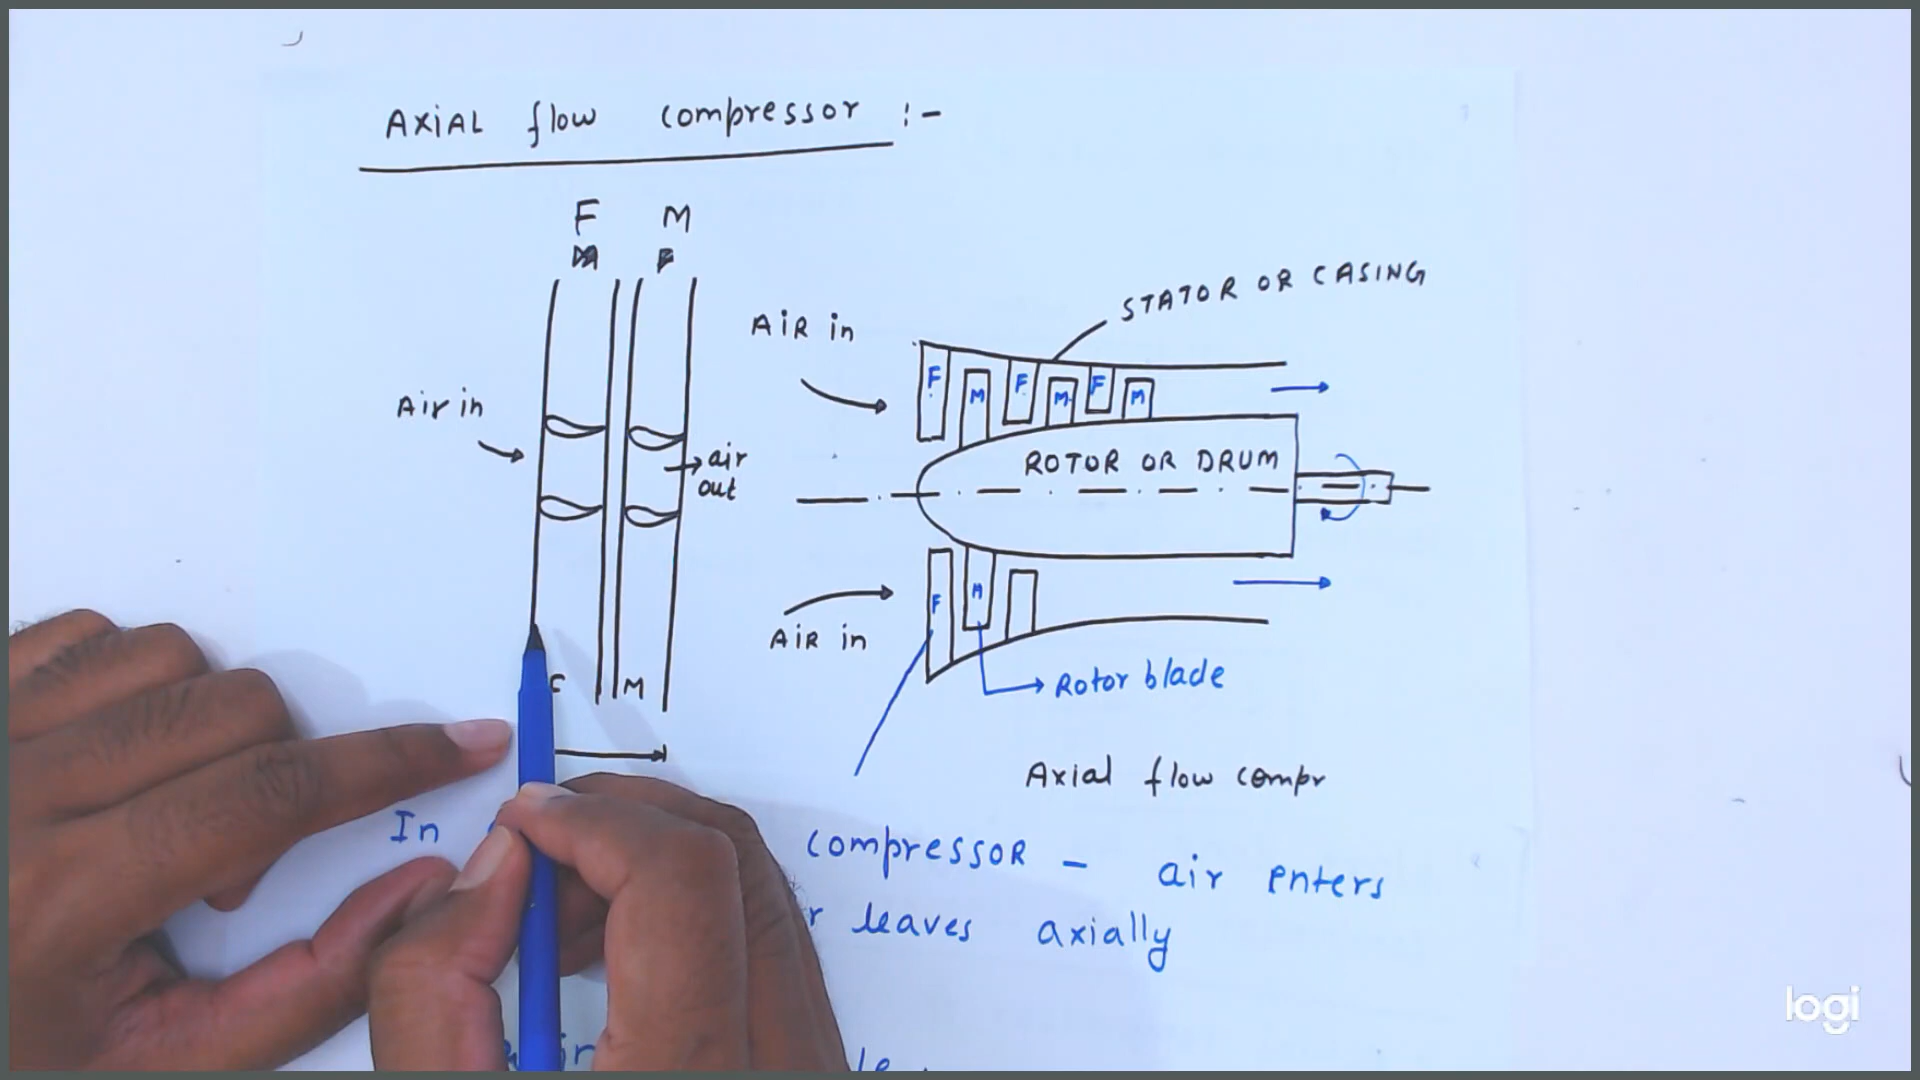 AXIAL flow compressor :-
F M
STATOR OR CASING
AIR in
Air in
F M F M F M
air
out
ROTOR OR DRUM
F M
AIR in
Rotor blade
M
Axial flow compr
In
compressor - air enters
leaves axially
logi